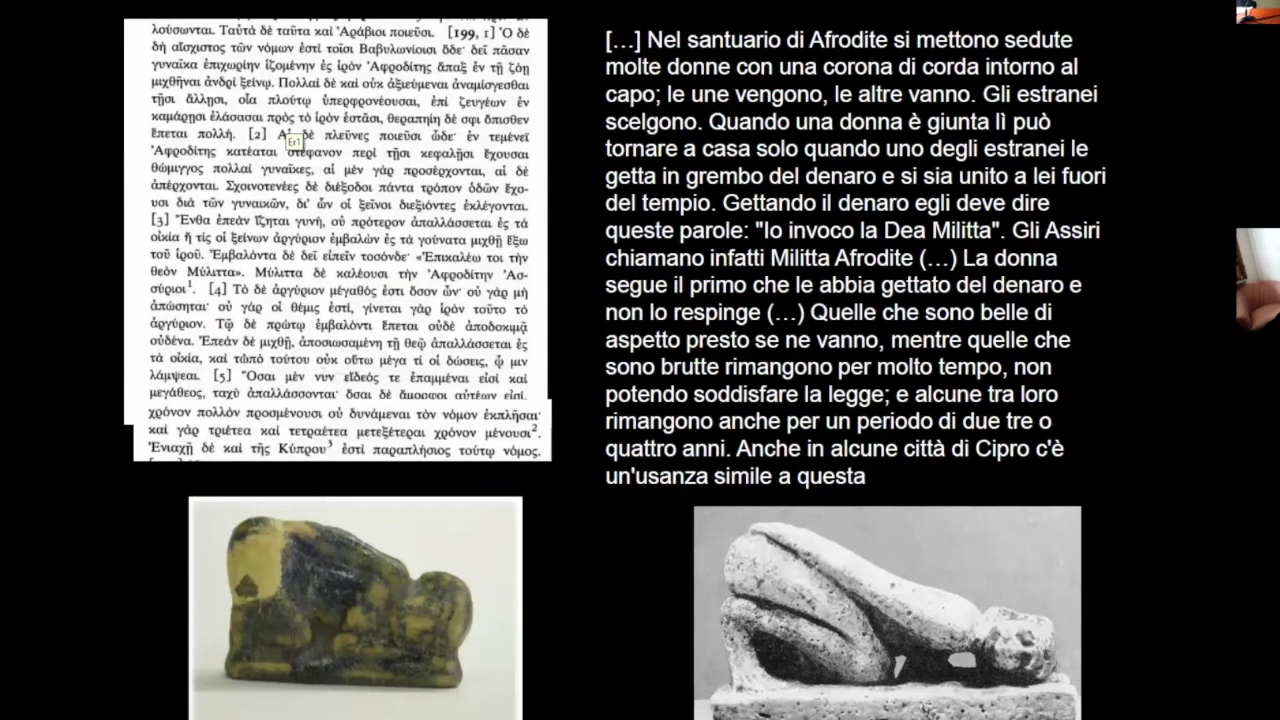 λούσωνται. Ταὐτὰ δὲ ταῦτα καὶ Ἀράβιοι ποιεῦσι. [199, 1] Ὁ δὲ
δὴ αἴσχιστος τῶν νόμων ἐστὶ τοῖσι Βαβυλωνίοισι ὅδε· δεῖ πᾶσαν
γυναῖκα ἐπιχωρίην ἱζομένην ἐς ἱρὸν Ἀφροδίτης ἅπαξ ἐν τῇ ζόῃ
μιχθῆναι ἀνδρὶ ξείνῳ. Πολλαὶ δὲ καὶ οὐκ ἀξιεύμεναι ἀναμίσγεσθαι
τῇσι ἄλλῃσι, οἷα πλούτῳ ὑπερφρονέουσαι, ἐπὶ ζευγέων ἐν
καμάρῃσι ἐλάσασαι πρὸς τὸ ἱρὸν ἑστᾶσι, θεραπηίη δέ σφι ὄπισθεν
ἕπεται πολλή. [2] Αἱ δὲ πλεῦνες ποιεῦσι ὧδε· ἐν τεμένεϊ
Er1
Ἀφροδίτης κατέαται στέφανον περὶ τῇσι κεφαλῇσι ἔχουσαι
θώμιγγος πολλαὶ γυναῖκες, αἱ μὲν γὰρ προσέρχονται, αἱ δὲ
ἀπέρχονται. Σχοινοτενέες δὲ διέξοδοι πάντα τρόπον ὁδῶν ἔχο-
υσι διὰ τῶν γυναικῶν, δι' ὧν οἱ ξεῖνοι διεξιόντες ἐκλέγονται.
[3] Ἔνθα ἐπεὰν ἵζηται γυνή, οὐ πρότερον ἀπαλλάσσεται ἐς τὰ
οἰκία ἤ τίς οἱ ξείνων ἀργύριον ἐμβαλὼν ἐς τὰ γούνατα μιχθῇ ἔξω
τοῦ ἱροῦ. Ἐμβαλόντα δὲ δεῖ εἰπεῖν τοσόνδε· «Ἐπικαλέω τοι τὴν
θεὸν Μύλιττα». Μύλιττα δὲ καλέουσι τὴν Ἀφροδίτην Ἀσ-
σύριοι¹. [4] Τὸ δὲ ἀργύριον μέγαθός ἐστι ὅσον ὦν· οὐ γὰρ μὴ
ἀπώσηται· οὐ γάρ οἱ θέμις ἐστί, γίνεται γὰρ ἱρὸν τοῦτο τὸ
ἀργύριον. Τῷ δὲ πρώτῳ ἐμβαλόντι ἕπεται οὐδὲ ἀποδοκιμᾷ
οὐδένα. Ἐπεὰν δὲ μιχθῇ, ἀποσιωσαμένη τῇ θεῷ ἀπαλλάσσεται ἐς
τὰ οἰκία, καὶ τὠπὸ τούτου οὐκ οὕτω μέγα τί οἱ δώσεις, ᾧ μιν
λάμψεαι. [5] Ὅσαι μέν νυν εἴδεός τε ἐπαμμέναι εἰσὶ καὶ
μεγάθεος, ταχὺ ἀπαλλάσσονται· ὅσαι δὲ ἄμορφοι αὐτέων εἰσί,
χρόνον πολλὸν προσμένουσι οὐ δυνάμεναι τὸν νόμον ἐκπλῆσαι·
καὶ γὰρ τριέτεα καὶ τετραέτεα μετεξέτεραι χρόνον μένουσι².
Ἐνιαχῇ δὲ καὶ τῆς Κύπρου³ ἐστὶ παραπλήσιος τούτῳ νόμος.
[…] Nel santuario di Afrodite si mettono sedute
molte donne con una corona di corda intorno al
capo; le une vengono, le altre vanno. Gli estranei
scelgono. Quando una donna è giunta lì può
tornare a casa solo quando uno degli estranei le
getta in grembo del denaro e si sia unito a lei fuori
del tempio. Gettando il denaro egli deve dire
queste parole: "Io invoco la Dea Militta". Gli Assiri
chiamano infatti Militta Afrodite (…) La donna
segue il primo che le abbia gettato del denaro e
non lo respinge (…) Quelle che sono belle di
aspetto presto se ne vanno, mentre quelle che
sono brutte rimangono per molto tempo, non
potendo soddisfare la legge; e alcune tra loro
rimangono anche per un periodo di due tre o
quattro anni. Anche in alcune città di Cipro c'è
un'usanza simile a questa